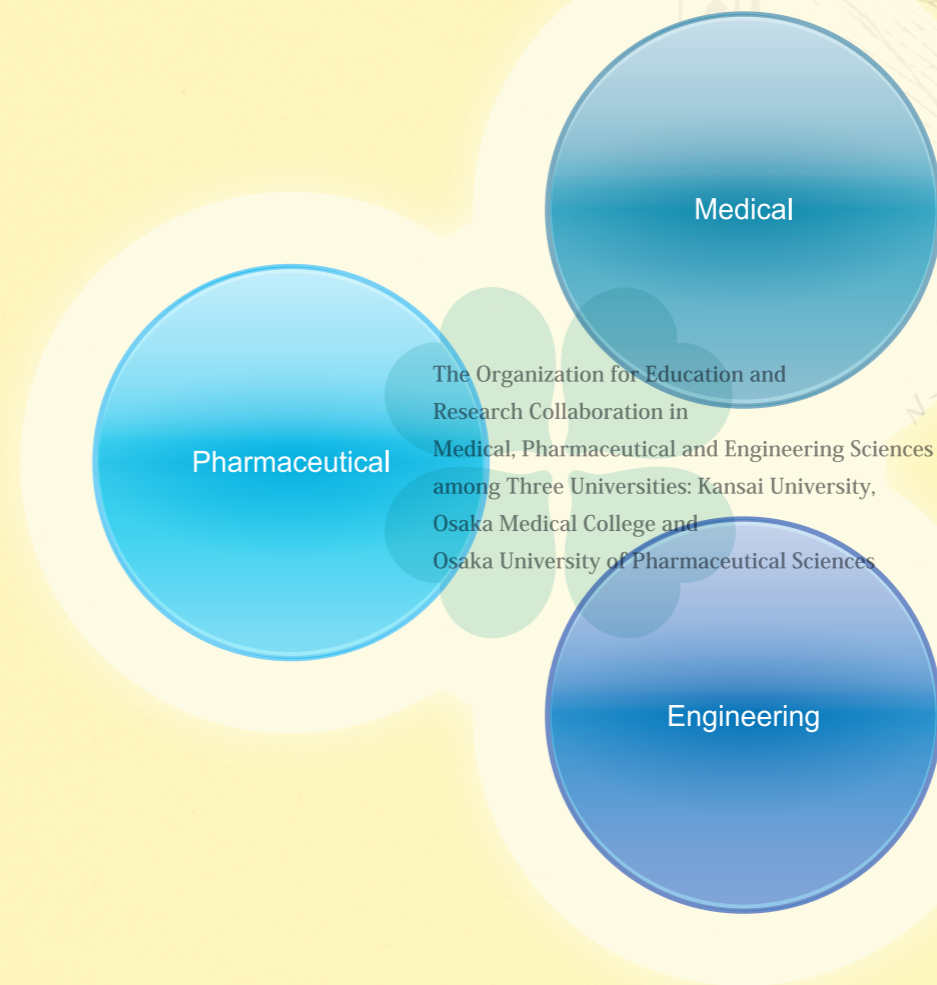 Medical
Pharmaceutical
The Organization for Education and
Research Collaboration in
Medical, Pharmaceutical and Engineering Sciences
among Three Universities: Kansai University,
Osaka Medical College and
Osaka University of Pharmaceutical Sciences
Engineering